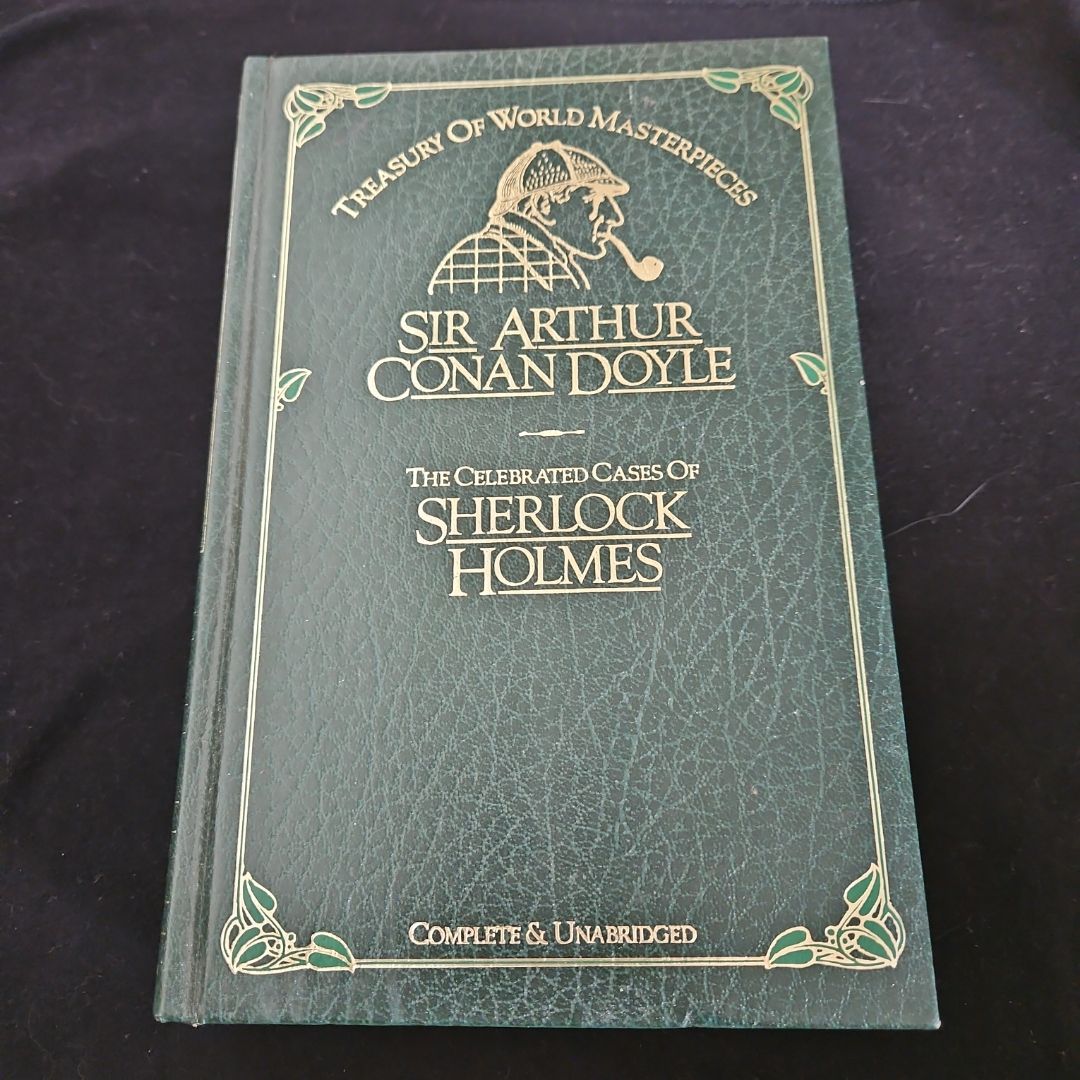 TREASURY OF WORLD MASTERPIECES
SIR ARTHUR
CONAN DOYLE
THE CELEBRATED CASES OF
SHERLOCK
HOLMES
COMPLETE & UNABRIDGED